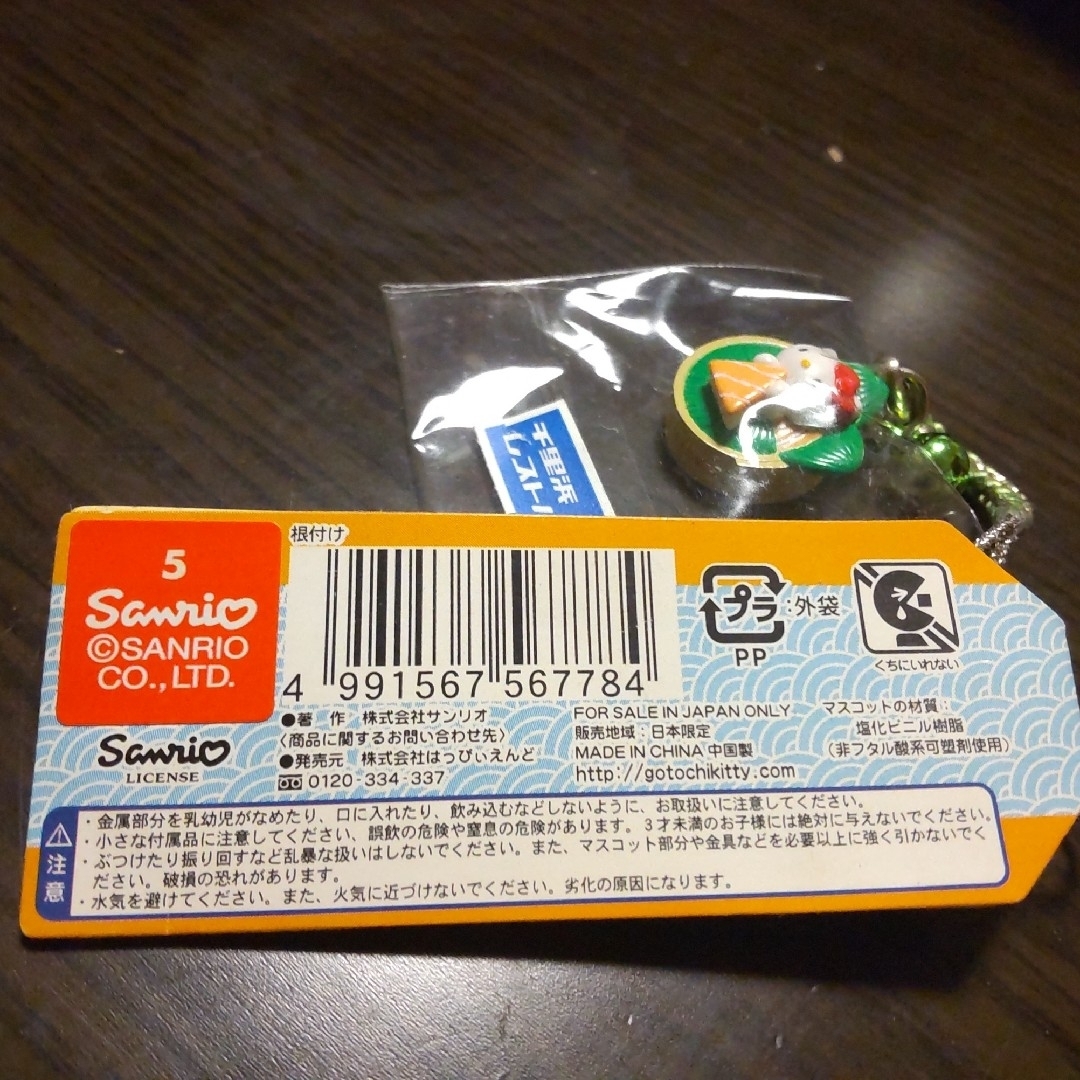 千里浜
レスト
5
Sanrio
©SANRIO
CO., LTD.
Sanrio
LICENSE
根付け
4 991567 567784
●著 作 株式会社サンリオ
〈商品に関するお問い合わせ先〉
●発売元 株式会社はっぴぃえんど
0120-334-337
FOR SALE IN JAPAN ONLY
販売地域：日本限定
MADE IN CHINA 中国製
http://gotochikitty.com
プラ
:外袋
PP
くちにいれない
マスコットの材質：
塩化ビニル樹脂
（非フタル酸系可塑剤使用）
注意
・金属部分を乳幼児がなめたり、口に入れたり、飲み込むなどしないように、お取扱いに注意してください。
・小さな付属品に注意してください、誤飲の危険や窒息の危険があります。3才未満のお子様には絶対に与えないでください。
・ぶつけたり振り回すなど乱暴な扱いはしないでください。また、マスコット部分や金具などを必要以上に強く引かないでく
ださい。破損の恐れがあります。
・水気を避けてください。また、火気に近づけないでください。劣化の原因になります。